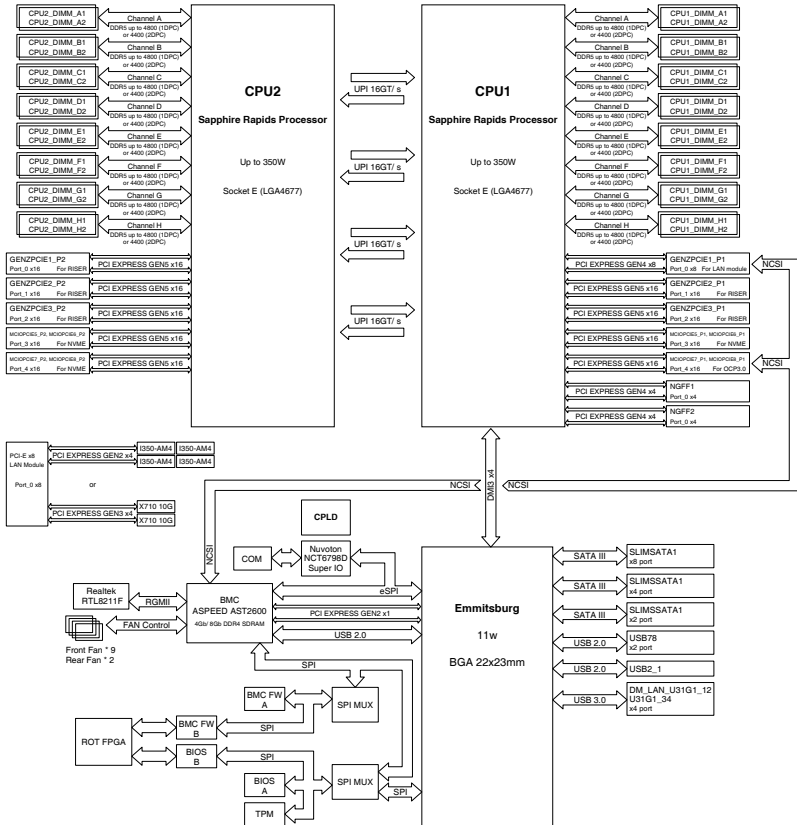 CPU2_DIMM_A1
CPU2_DIMM_A2
Channel A
DDR5 up to 4800 (1DPC)
or 4400 (2DPC)
CPU2_DIMM_B1
CPU2_DIMM_B2
Channel B
DDR5 up to 4800 (1DPC)
or 4400 (2DPC)
CPU2_DIMM_C1
CPU2_DIMM_C2
Channel C
DDR5 up to 4800 (1DPC)
or 4400 (2DPC)
CPU2_DIMM_D1
CPU2_DIMM_D2
Channel D
DDR5 up to 4800 (1DPC)
or 4400 (2DPC)
CPU2_DIMM_E1
CPU2_DIMM_E2
Channel E
DDR5 up to 4800 (1DPC)
or 4400 (2DPC)
CPU2_DIMM_F1
CPU2_DIMM_F2
Channel F
DDR5 up to 4800 (1DPC)
or 4400 (2DPC)
CPU2_DIMM_G1
CPU2_DIMM_G2
Channel G
DDR5 up to 4800 (1DPC)
or 4400 (2DPC)
CPU2_DIMM_H1
CPU2_DIMM_H2
Channel H
DDR5 up to 4800 (1DPC)
or 4400 (2DPC)
GENZPCIE1_P2
Port_0 x16 For RISER
PCI EXPRESS GEN5 x16
GENZPCIE2_P2
Port_1 x16 For RISER
PCI EXPRESS GEN5 x16
GENZPCIE3_P2
Port_2 x16 For RISER
PCI EXPRESS GEN5 x16
MCIOPCIE5_P2, MCIOPCIE6_P2
Port_3 x16 For NVME
PCI EXPRESS GEN5 x16
MCIOPCIE7_P2, MCIOPCIE8_P2
Port_4 x16 For NVME
PCI EXPRESS GEN5 x16
CPU2
Sapphire Rapids Processor
Up to 350W
Socket E (LGA4677)
UPI 16GT/ s
UPI 16GT/ s
UPI 16GT/ s
UPI 16GT/ s
CPU1
Sapphire Rapids Processor
Up to 350W
Socket E (LGA4677)
Channel A
DDR5 up to 4800 (1DPC)
or 4400 (2DPC)
CPU1_DIMM_A1
CPU1_DIMM_A2
Channel B
DDR5 up to 4800 (1DPC)
or 4400 (2DPC)
CPU1_DIMM_B1
CPU1_DIMM_B2
Channel C
DDR5 up to 4800 (1DPC)
or 4400 (2DPC)
CPU1_DIMM_C1
CPU1_DIMM_C2
Channel D
DDR5 up to 4800 (1DPC)
or 4400 (2DPC)
CPU1_DIMM_D1
CPU1_DIMM_D2
Channel E
DDR5 up to 4800 (1DPC)
or 4400 (2DPC)
CPU1_DIMM_E1
CPU1_DIMM_E2
Channel F
DDR5 up to 4800 (1DPC)
or 4400 (2DPC)
CPU1_DIMM_F1
CPU1_DIMM_F2
Channel G
DDR5 up to 4800 (1DPC)
or 4400 (2DPC)
CPU1_DIMM_G1
CPU1_DIMM_G2
Channel H
DDR5 up to 4800 (1DPC)
or 4400 (2DPC)
CPU1_DIMM_H1
CPU1_DIMM_H2
PCI EXPRESS GEN4 x8
GENZPCIE1_P1
Port_0 x8 For LAN module
NCSI
PCI EXPRESS GEN5 x16
GENZPCIE2_P1
Port_1 x16 For RISER
PCI EXPRESS GEN5 x16
GENZPCIE3_P1
Port_2 x16 For RISER
PCI EXPRESS GEN5 x16
MCIOPCIE5_P1, MCIOPCIE6_P1
Port_3 x16 For NVME
PCI EXPRESS GEN5 x16
MCIOPCIE7_P1, MCIOPCIE8_P1
Port_4 x16 For OCP3.0
NCSI
PCI EXPRESS GEN4 x4
NGFF1
Port_0 x4
PCI EXPRESS GEN4 x4
NGFF2
Port_0 x4
PCI-E x8
LAN Module
Port_0 x8
PCI EXPRESS GEN2 x4
I350-AM4
I350-AM4
I350-AM4
I350-AM4
or
PCI EXPRESS GEN3 x4
X710 10G
X710 10G
NCSI
DMI3 x4
NCSI
NCSI
CPLD
COM
Nuvoton
NCT6798D
Super IO
eSPI
Realtek
RTL8211F
RGMII
FAN Control
Front Fan * 9
Rear Fan * 2
BMC
ASPEED AST2600
4Gb/ 8Gb DDR4 SDRAM
PCI EXPRESS GEN2 x1
USB 2.0
SPI
Emmitsburg
11w
BGA 22x23mm
SATA III
SLIMSATA1
x8 port
SATA III
SLIMSSATA1
x4 port
SATA III
SLIMSSATA1
x2 port
USB 2.0
USB78
x2 port
USB 2.0
USB2_1
USB 3.0
DM_LAN_U31G1_12
U31G1_34
x4 port
BMC FW
A
SPI MUX
ROT FPGA
BMC FW
B
SPI
BIOS
B
SPI
BIOS
A
SPI MUX
SPI
TPM